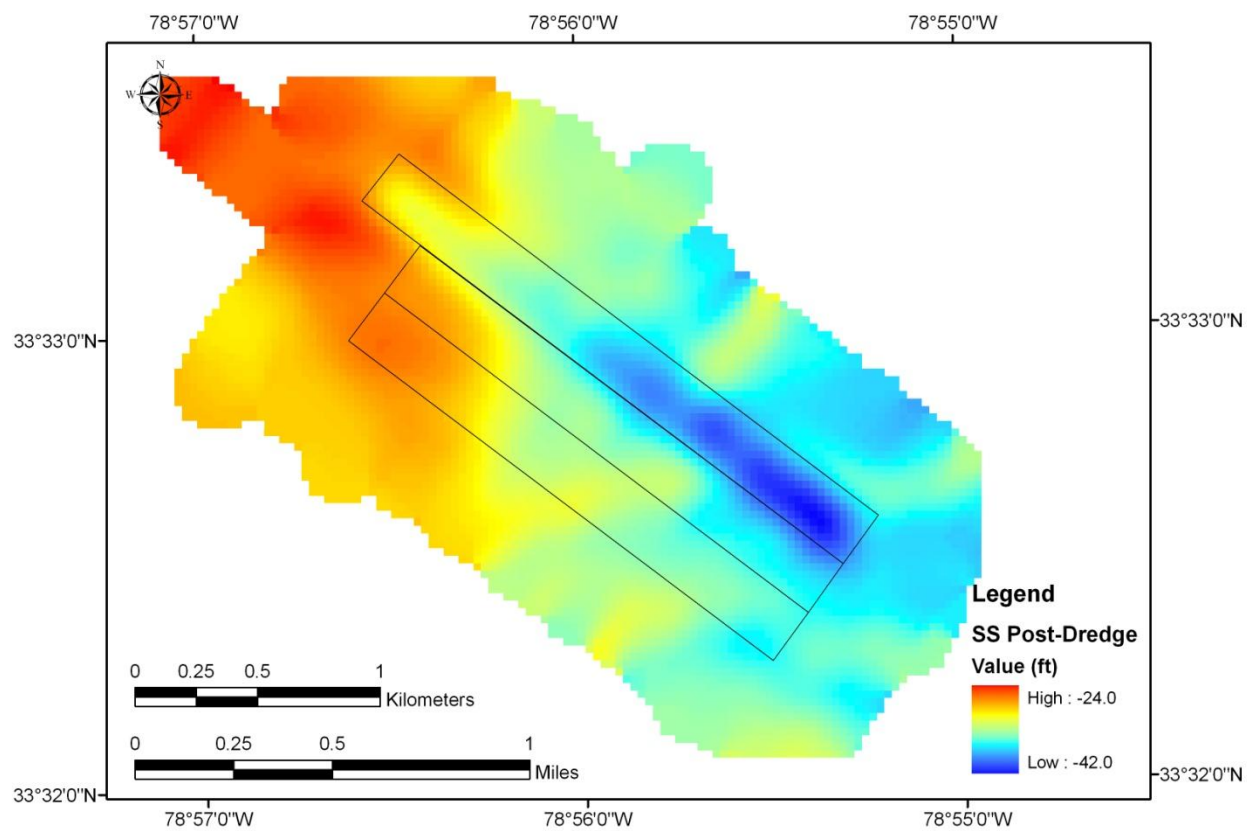 78°57'0"W 78°56'0"W 78°55'0"W
N
W E
S
33°33'0"N 33°33'0"N
Legend
SS Post-Dredge
Value (ft)
High : -24.0
Low : -42.0
0 0.25 0.5 1
Kilometers
0 0.25 0.5 1
Miles
33°32'0"N 33°32'0"N
78°57'0"W 78°56'0"W 78°55'0"W